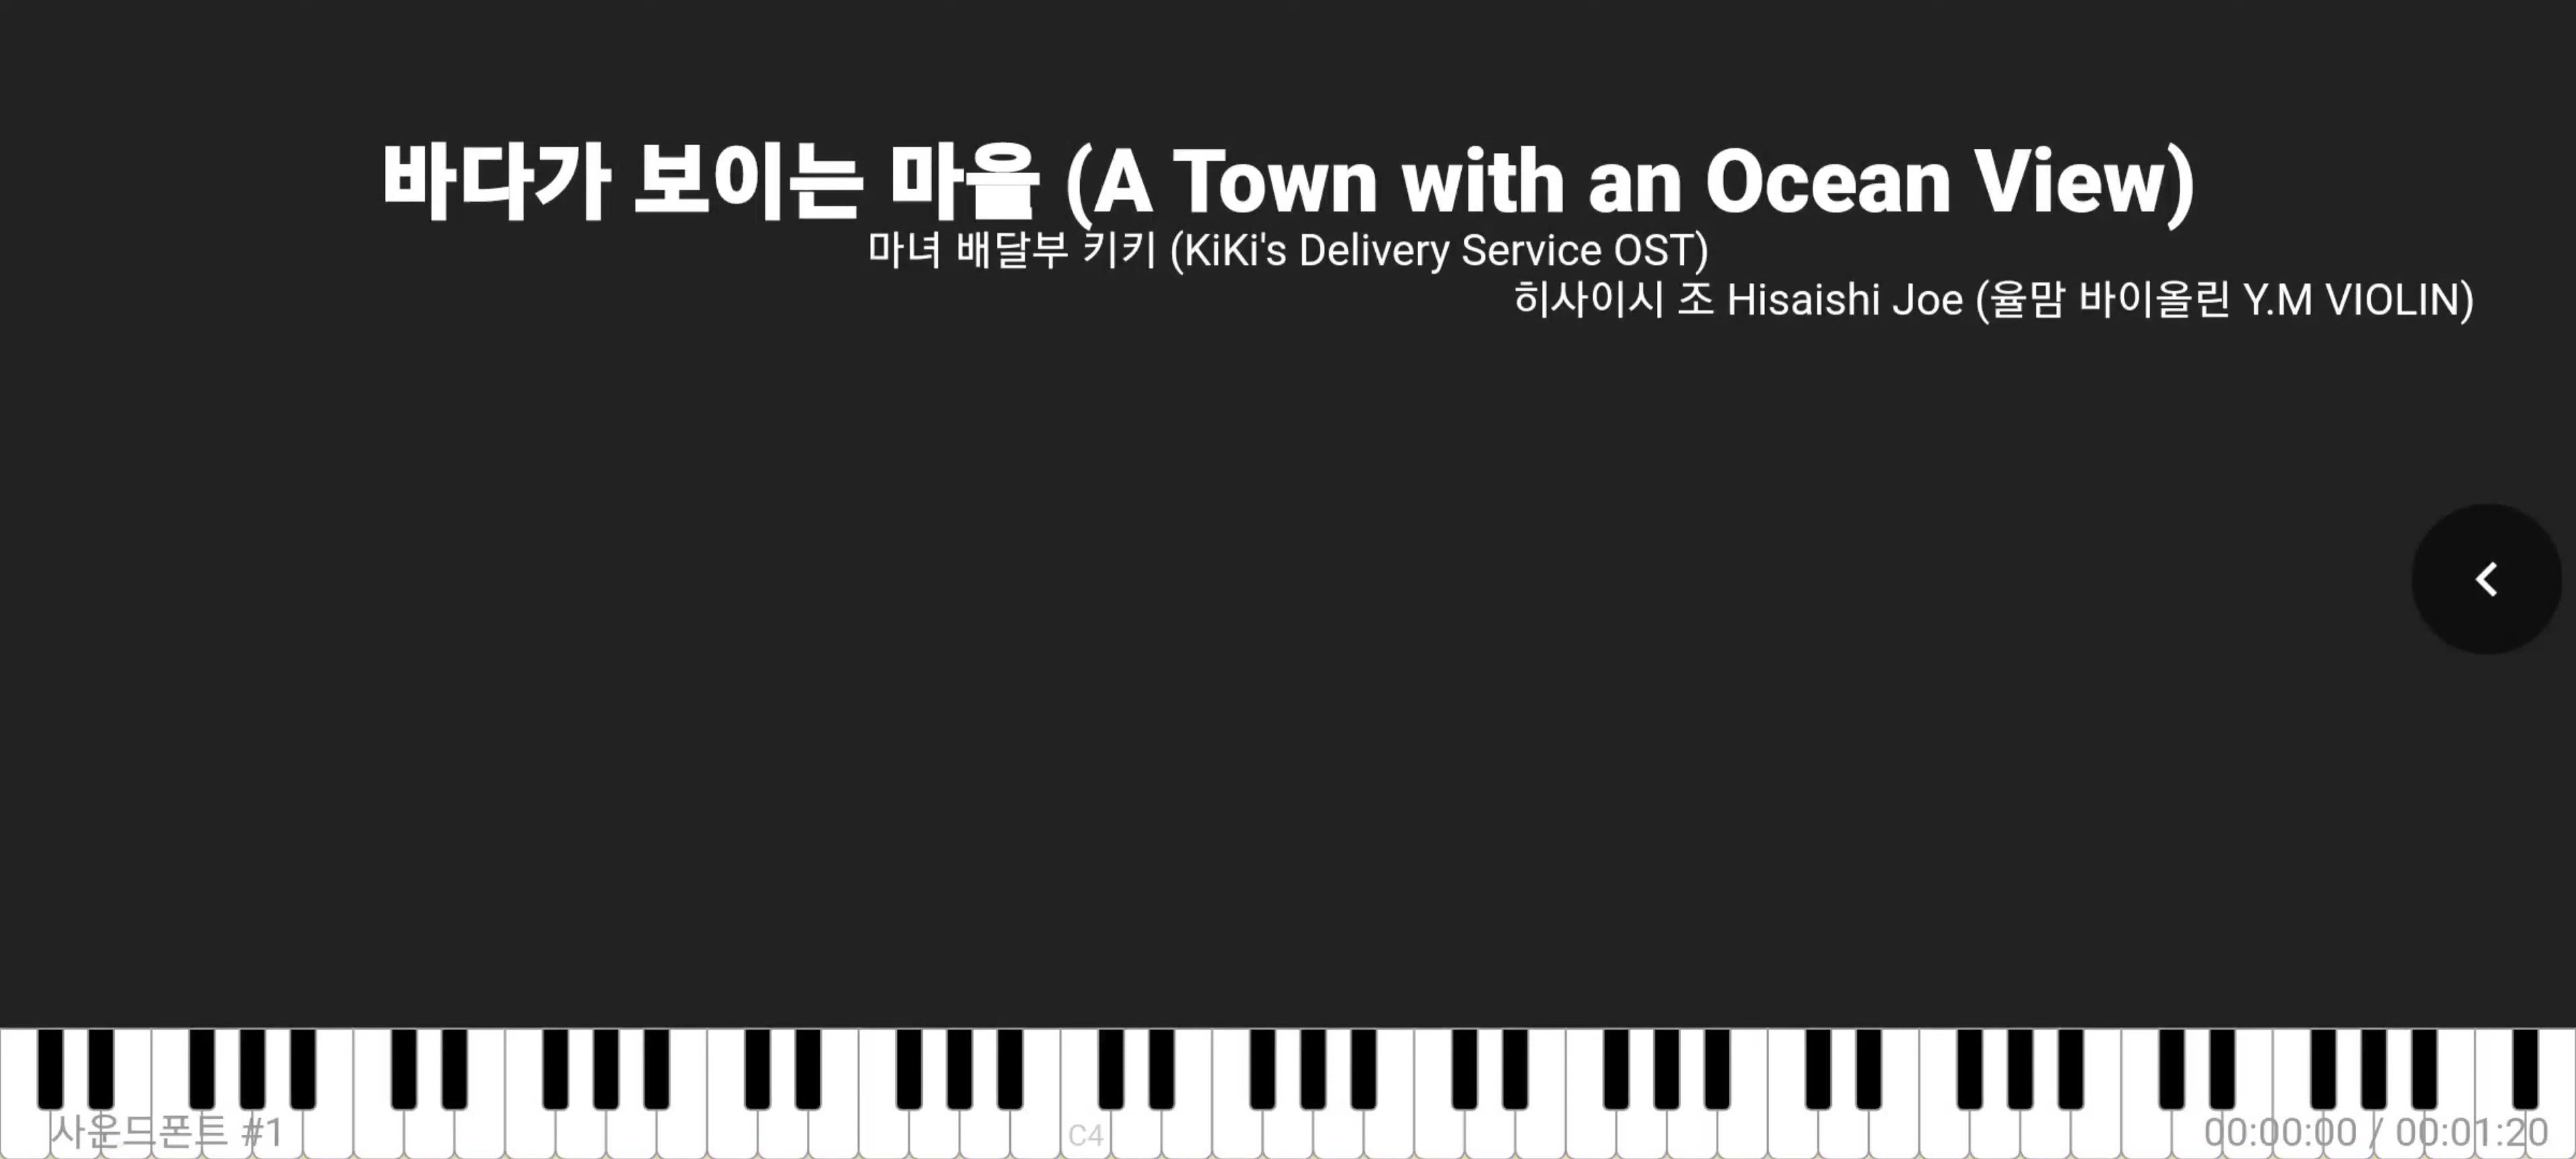 바다가 보이는 마을 (A Town with an Ocean View)
마녀 배달부 키키 (KiKi's Delivery Service OST)
히사이시 조 Hisaishi Joe (율맘 바이올린 Y.M VIOLIN)
사운드폰트 #1
C4
00:00:00 / 00:01:20